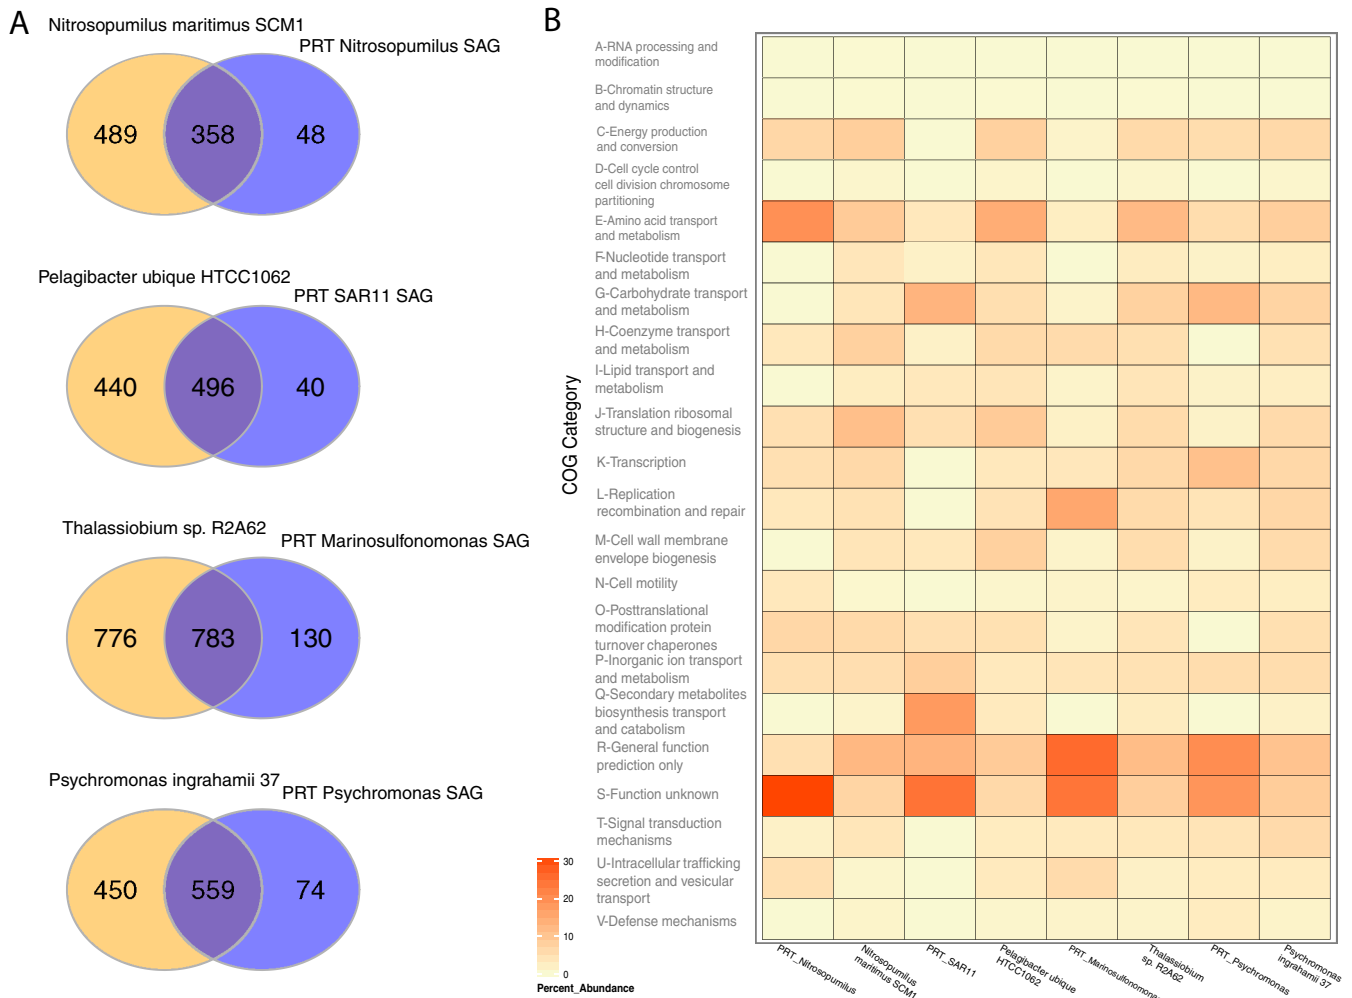 A
Nitrosopumilus maritimus SCM1
PRT Nitrosopumilus SAG
489
358
48
Pelagibacter ubique HTCC1062
PRT SAR11 SAG
440
496
40
Thalassiobium sp. R2A62
PRT Marinosulfonomonas SAG
776
783
130
Psychromonas ingrahamii 37
PRT Psychromonas SAG
450
559
74
B
COG Category
A-RNA processing and
modification
B-Chromatin structure
and dynamics
C-Energy production
and conversion
D-Cell cycle control
cell division chromosome
partitioning
E-Amino acid transport
and metabolism
F-Nucleotide transport
and metabolism
G-Carbohydrate transport
and metabolism
H-Coenzyme transport
and metabolism
I-Lipid transport and
metabolism
J-Translation ribosomal
structure and biogenesis
K-Transcription
L-Replication
recombination and repair
M-Cell wall membrane
envelope biogenesis
N-Cell motility
O-Posttranslational
modification protein
turnover chaperones
P-Inorganic ion transport
and metabolism
Q-Secondary metabolites
biosynthesis transport
and catabolism
R-General function
prediction only
S-Function unknown
T-Signal transduction
mechanisms
U-Intracellular trafficking
secretion and vesicular
transport
V-Defense mechanisms
30
20
10
0
Percent_Abundance
PRT_Nitrosopumilus
Nitrosopumilus
maritimus SCM1
PRT_SAR11
Pelagibacter ubique
HTCC1062
PRT_Marinosulfonomonas
Thalassiobium
sp. R2A62
PRT_Psychromonas
Psychromonas
ingrahamii 37